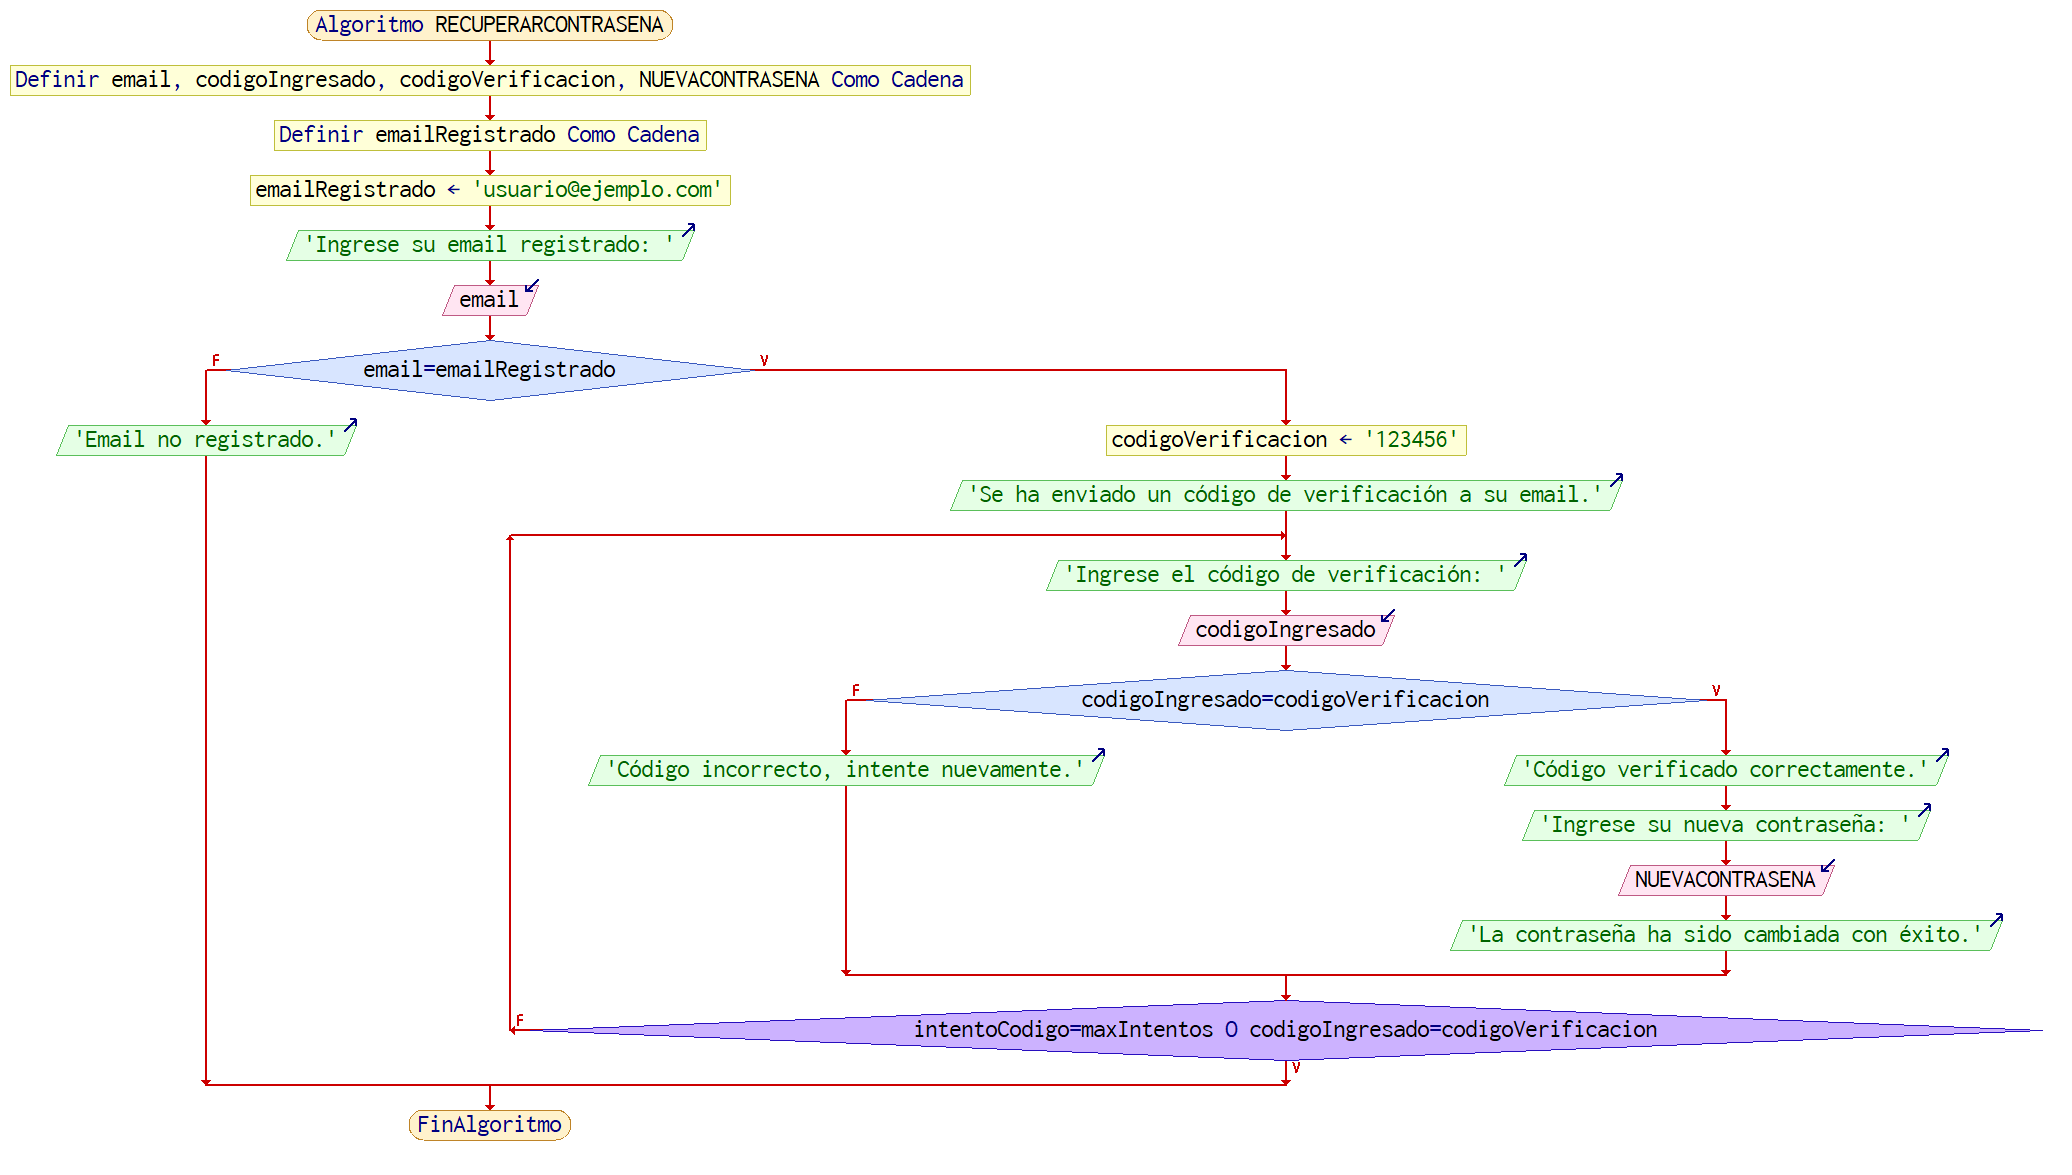 Algoritmo RECUPERARCONTRASENA
Definir email, codigoIngresado, codigoVerificacion, NUEVACONTRASENA Como Cadena
Definir emailRegistrado Como Cadena
emailRegistrado ← 'usuario@ejemplo.com'
'Ingrese su email registrado: '
email
F
email=emailRegistrado
V
'Email no registrado.'
codigoVerificacion ← '123456'
'Se ha enviado un código de verificación a su email.'
'Ingrese el código de verificación: '
codigoIngresado
F
codigoIngresado=codigoVerificacion
V
'Código incorrecto, intente nuevamente.'
'Código verificado correctamente.'
'Ingrese su nueva contraseña: '
NUEVACONTRASENA
'La contraseña ha sido cambiada con éxito.'
F
intentoCodigo=maxIntentos O codigoIngresado=codigoVerificacion
V
FinAlgoritmo